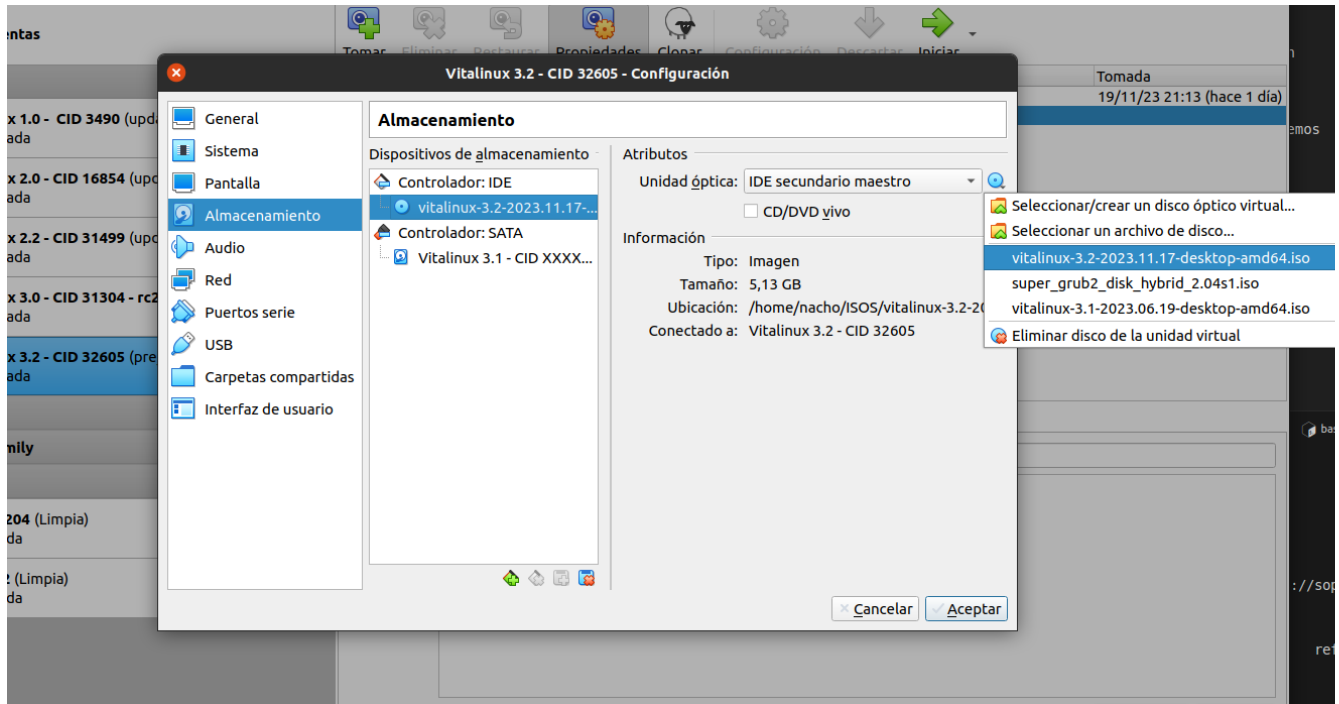 entas
Tomar Eliminar Restaurar Propiedades Clonar Configuración Descartar Iniciar
Tomada
19/11/23 21:13 (hace 1 día)
x 1.0 - CID 3490 (upda
ada
x 2.0 - CID 16854 (upd
ada
x 2.2 - CID 31499 (upd
ada
x 3.0 - CID 31304 - rc2
ada
x 3.2 - CID 32605 (pre
ada
mily
204 (Limpia)
da
2 (Limpia)
da
Vitalinux 3.2 - CID 32605 - Configuración
General
Sistema
Pantalla
Almacenamiento
Audio
Red
Puertos serie
USB
Carpetas compartidas
Interfaz de usuario
Almacenamiento
Dispositivos de almacenamiento
Controlador: IDE
vitalinux-3.2-2023.11.17-...
Controlador: SATA
Vitalinux 3.1 - CID XXXX...
Atributos
Unidad óptica: IDE secundario maestro
CD/DVD vivo
Información
Tipo: Imagen
Tamaño: 5,13 GB
Ubicación: /home/nacho/ISOS/vitalinux-3.2-20
Conectado a: Vitalinux 3.2 - CID 32605
Cancelar Aceptar
Seleccionar/crear un disco óptico virtual...
Seleccionar un archivo de disco...
vitalinux-3.2-2023.11.17-desktop-amd64.iso
super_grub2_disk_hybrid_2.04s1.iso
vitalinux-3.1-2023.06.19-desktop-amd64.iso
Eliminar disco de la unidad virtual
emos
bas
://sop
ref